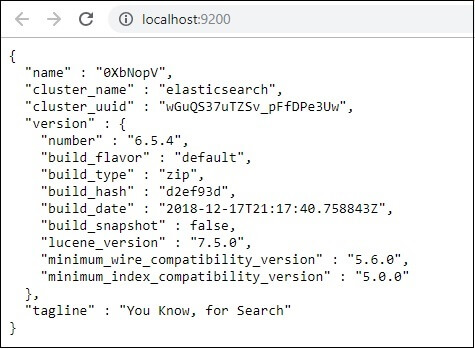 localhost:9200
{
  "name" : "0XbNopV",
  "cluster_name" : "elasticsearch",
  "cluster_uuid" : "wGuQS37uTZSv_pFfDPe3Uw",
  "version" : {
    "number" : "6.5.4",
    "build_flavor" : "default",
    "build_type" : "zip",
    "build_hash" : "d2ef93d",
    "build_date" : "2018-12-17T21:17:40.758843Z",
    "build_snapshot" : false,
    "lucene_version" : "7.5.0",
    "minimum_wire_compatibility_version" : "5.6.0",
    "minimum_index_compatibility_version" : "5.0.0"
  },
  "tagline" : "You Know, for Search"
}